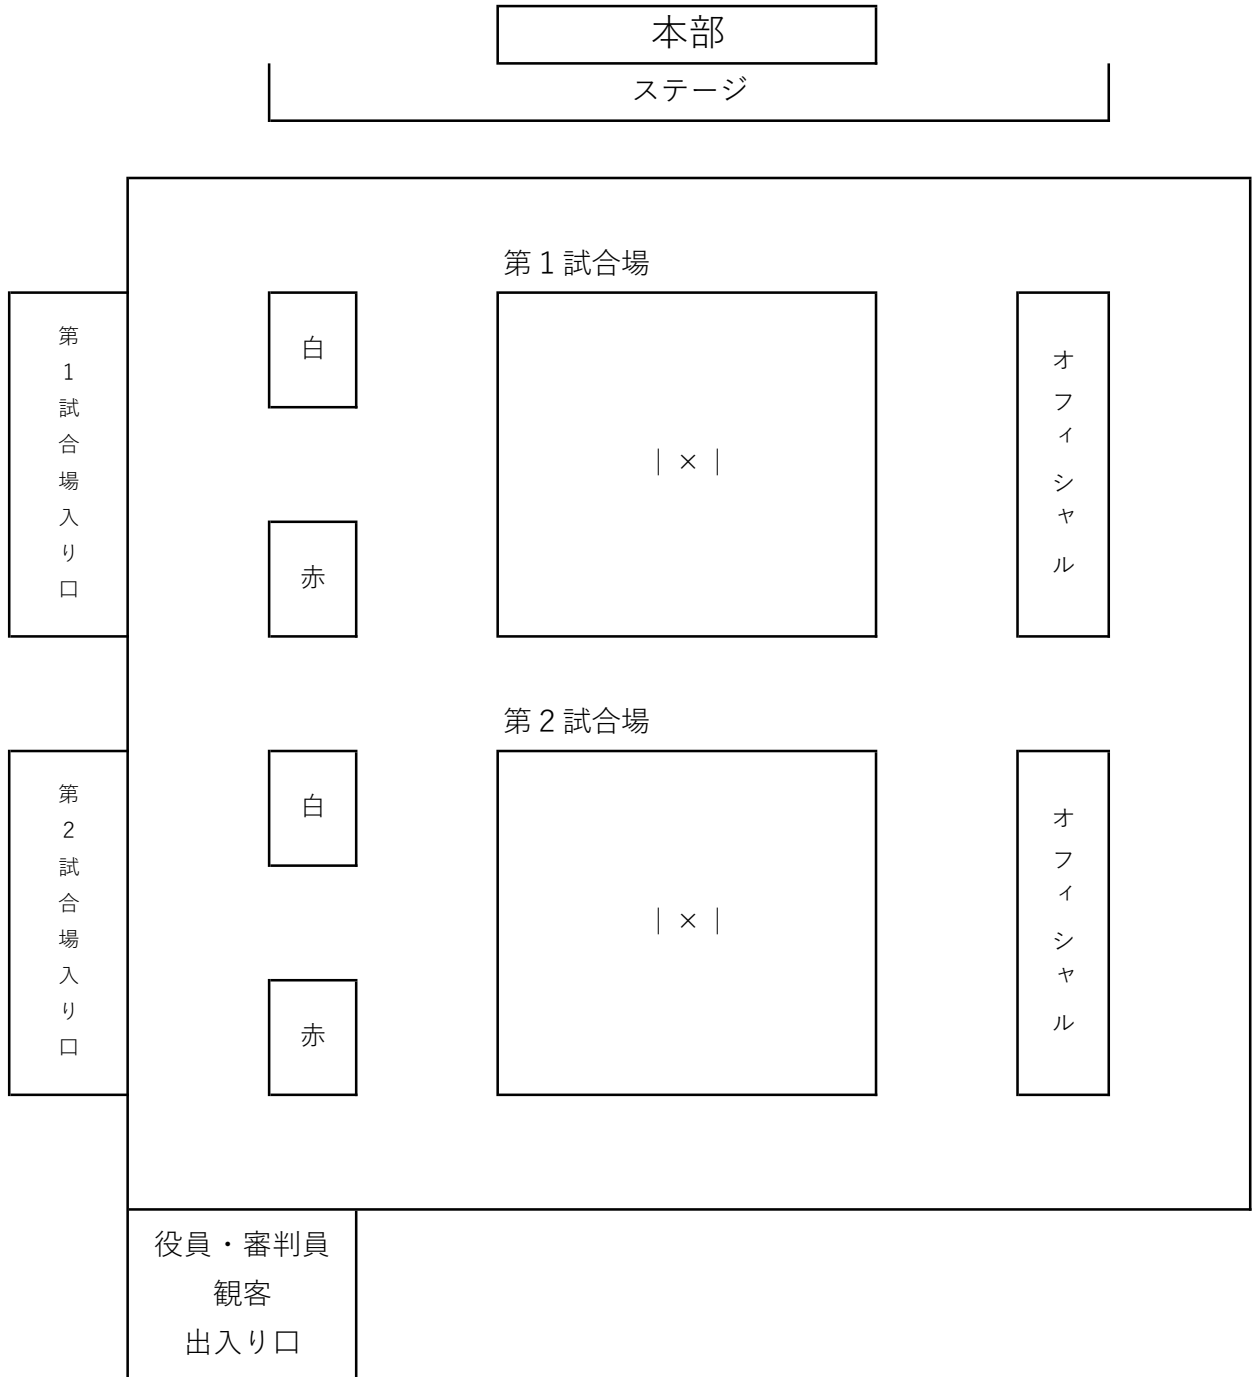 本部
ステージ
第１試合場
第１試合場入り口
白
｜×｜
オフィシャル
赤
第２試合場
第２試合場入り口
白
｜×｜
オフィシャル
赤
役員・審判員
観客
出入り口